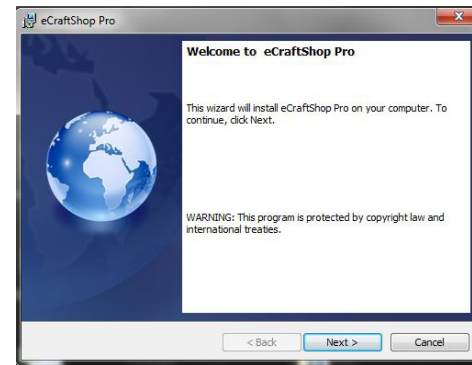 eCraftShop Pro
Welcome to eCraftShop Pro
This wizard will install eCraftShop Pro on your computer. To
continue, click Next.
WARNING: This program is protected by copyright law and
international treaties.
< Back
Next >
Cancel